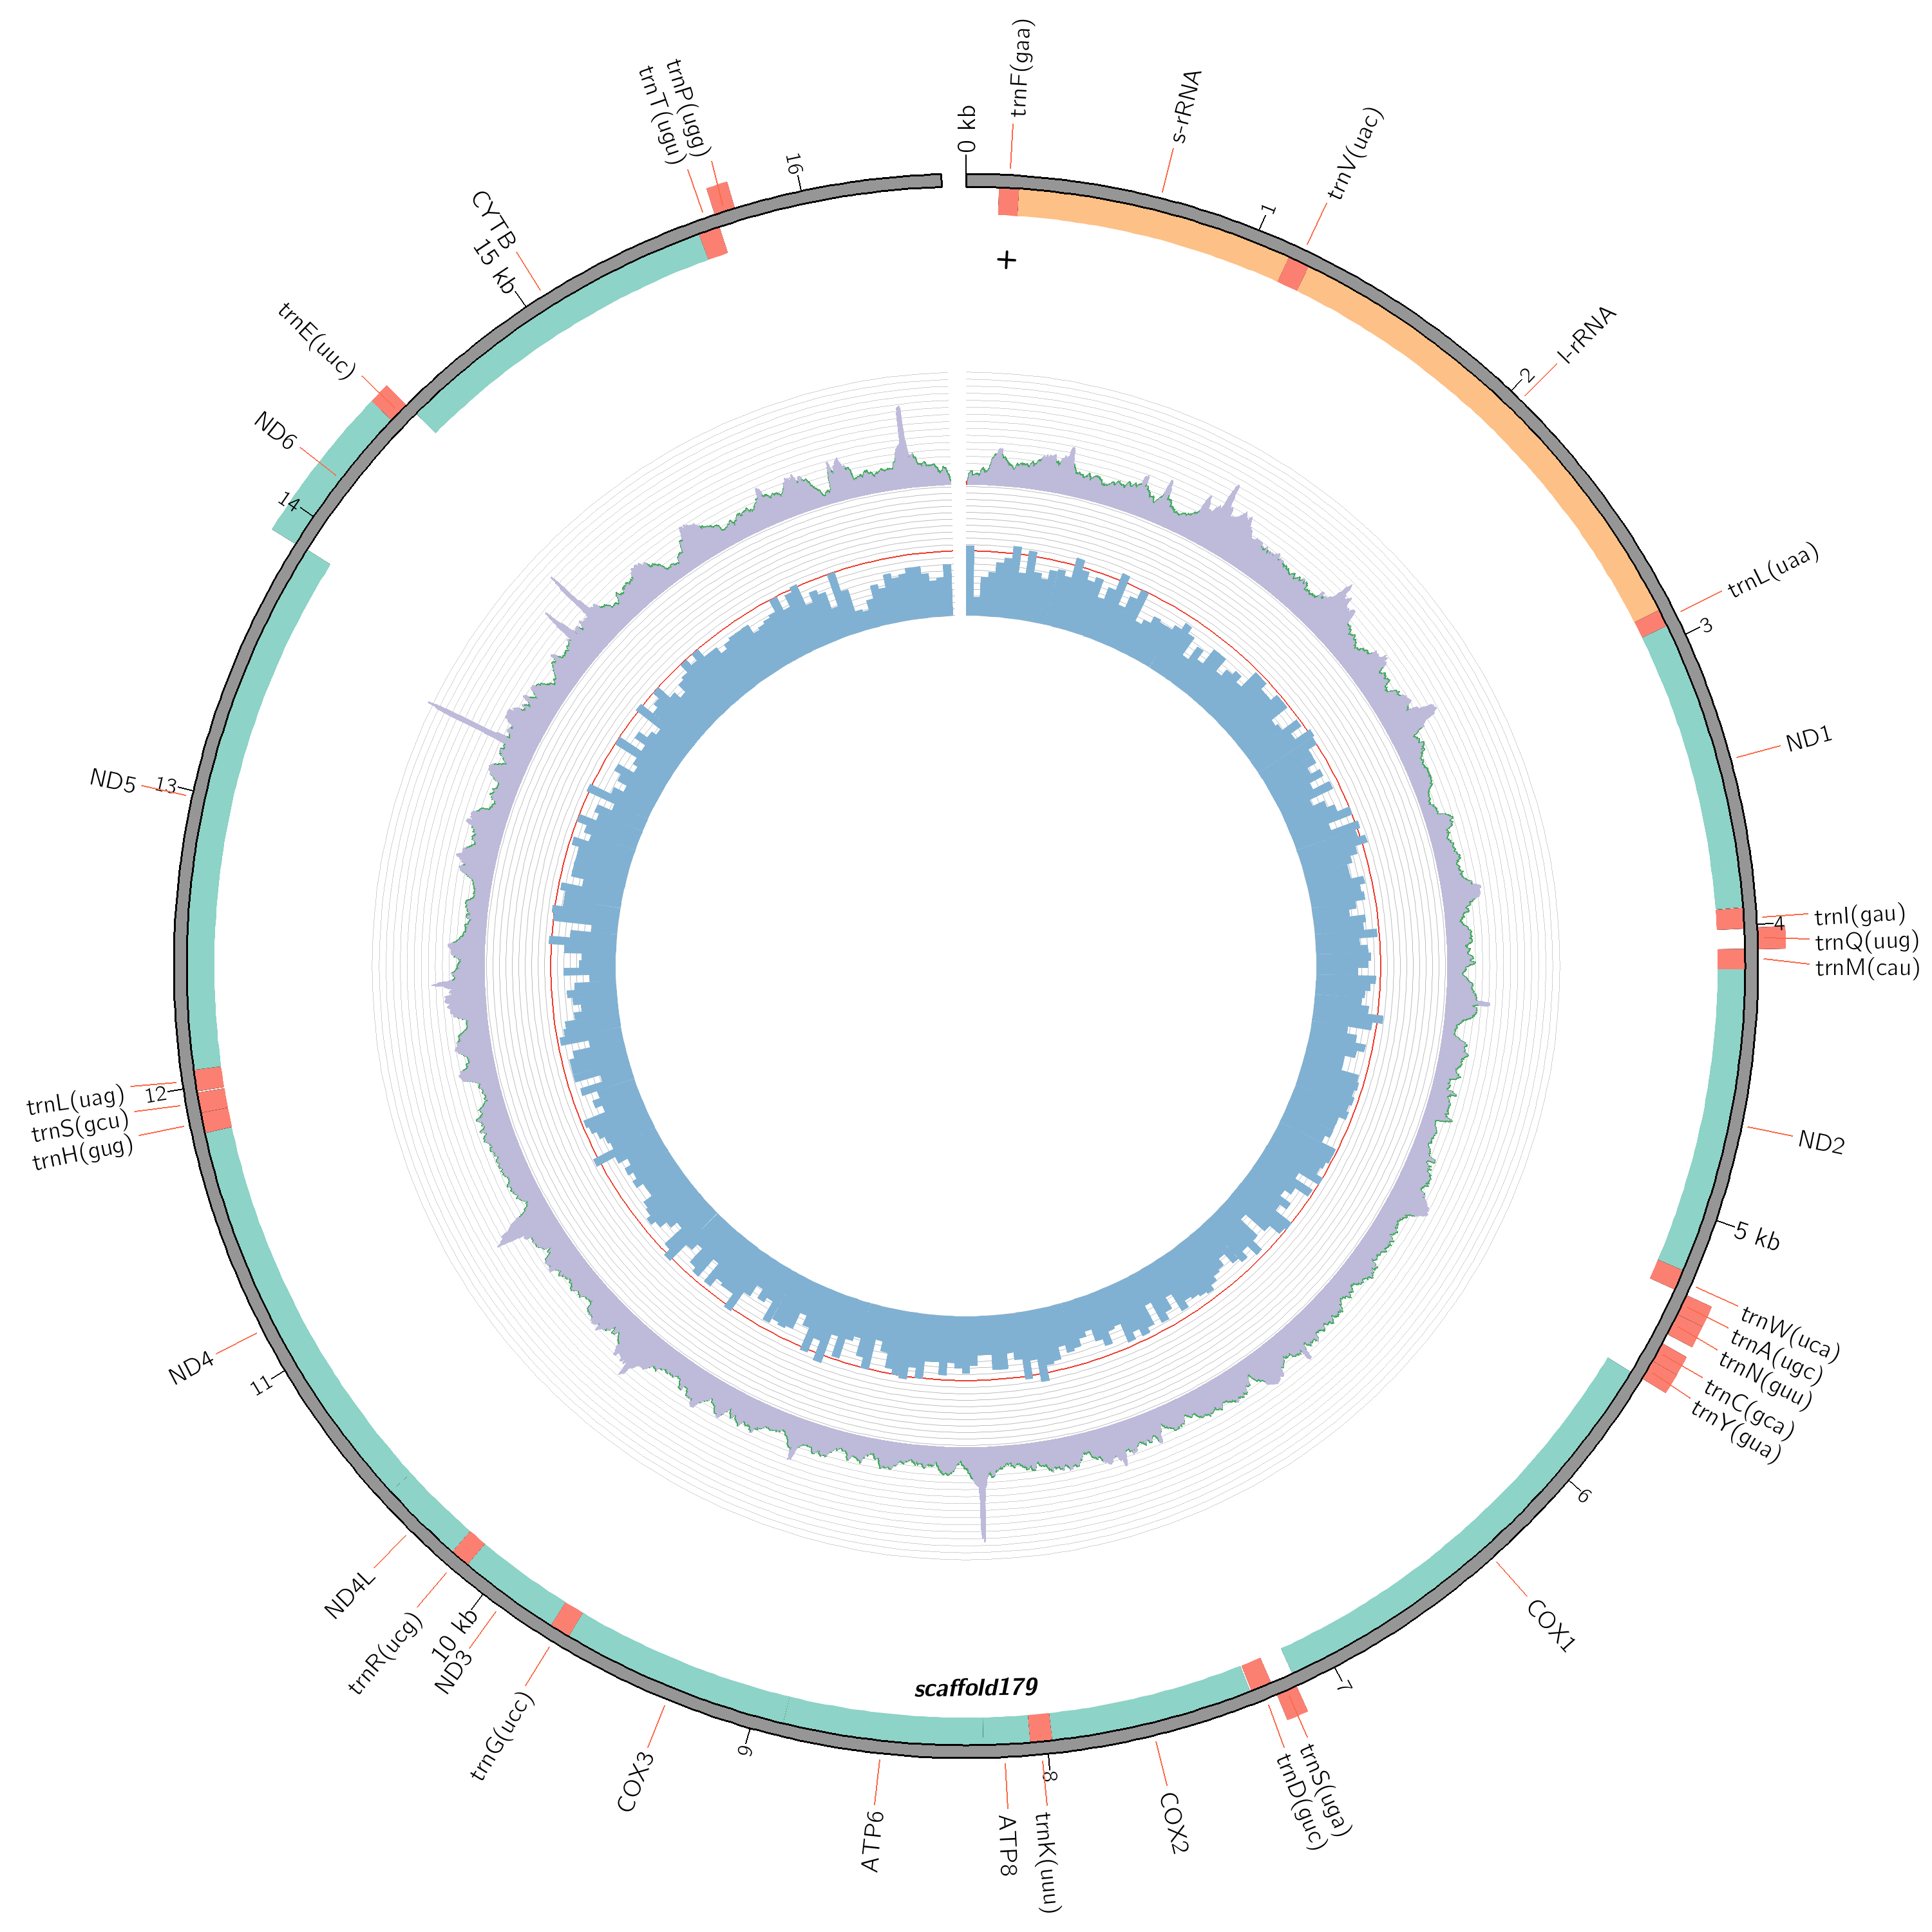 0 kb
trnF(gaa)
s-rRNA
1
trnV(uac)
2
l-rRNA
trnL(uaa)
3
ND1
trnI(gau)
4
trnQ(uug)
trnM(cau)
ND2
5 kb
trnW(uca)
trnA(ugc)
trnN(guu)
trnC(gca)
trnY(gua)
6
COX1
7
trnS(uga)
trnD(guc)
COX2
8
trnK(uuu)
ATP8
ATP6
9
COX3
trnG(ucc)
ND3
10 kb
trnR(ucg)
ND4L
11
ND4
trnH(gug)
trnS(gcu)
12
trnL(uag)
13
ND5
14
ND6
trnE(uuc)
15 kb
CYTB
trnT(ugu)
trnP(ugg)
16
+
scaffold179